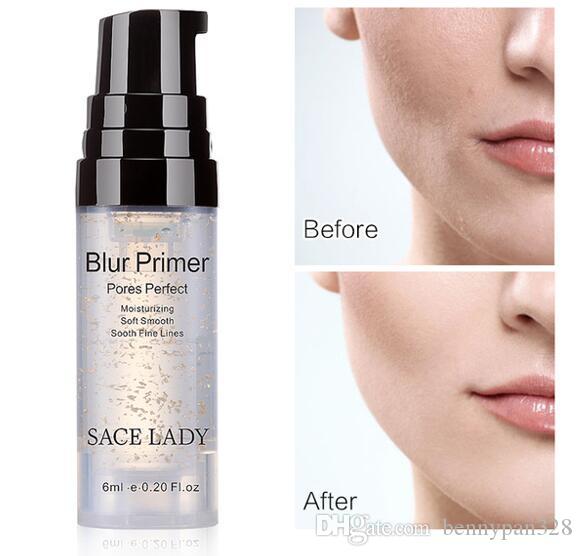 Blur Primer
Pores Perfect
Moisturizing
Soft Smooth
Sooth Fine Lines
SACE LADY
6ml ·e·0.20 Fl.oz
Before
After
DHgate.com bennypan328